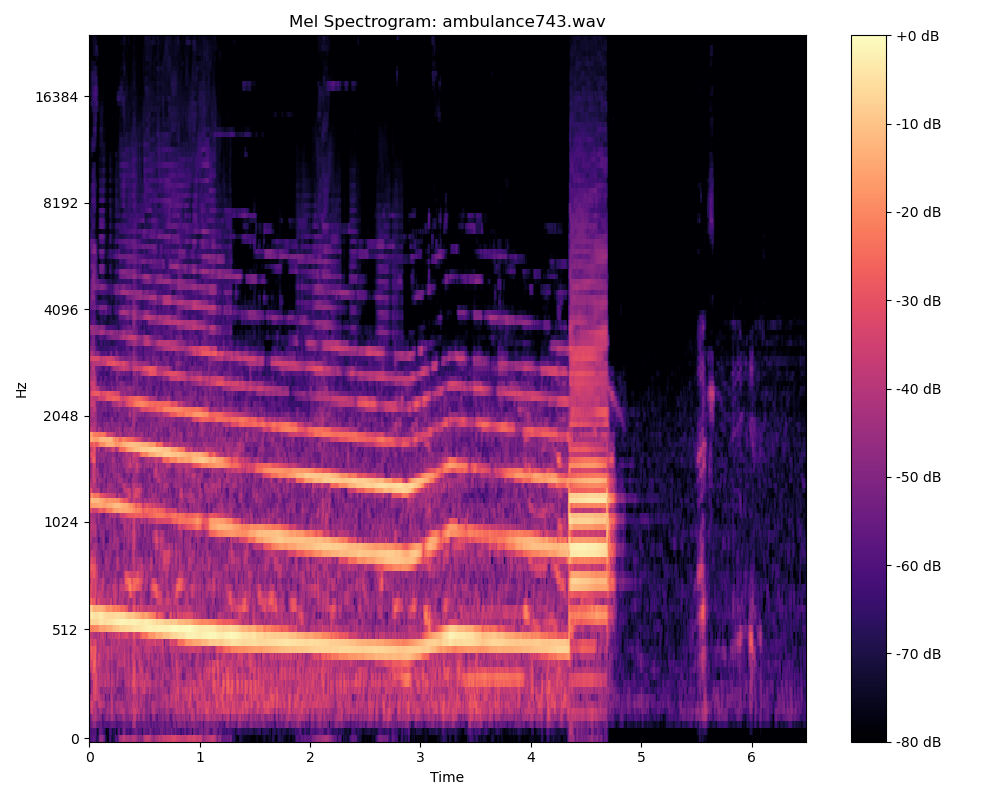 Mel Spectrogram: ambulance743.wav
+0 dB
-10 dB
-20 dB
-30 dB
-40 dB
-50 dB
-60 dB
-70 dB
-80 dB
16384
8192
4096
2048
1024
512
0
Hz
0 1 2 3 4 5 6
Time